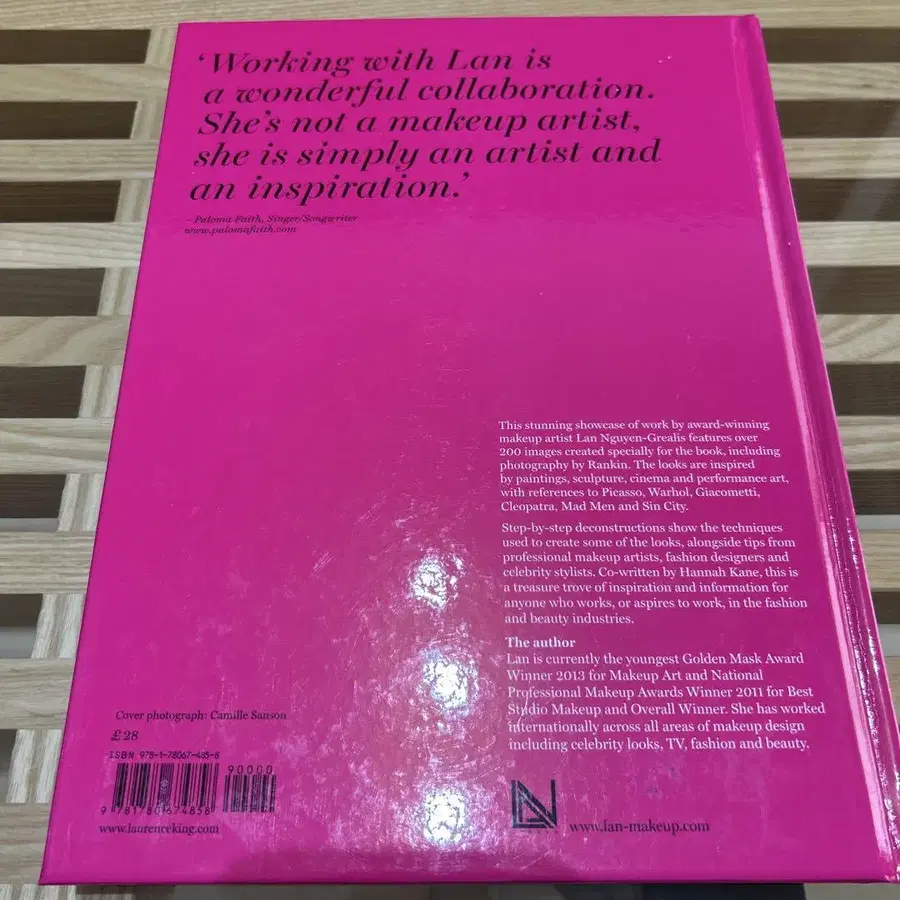 ‘Working with Lan is
a wonderful collaboration.
She’s not a makeup artist,
she is simply an artist and
an inspiration.’
– Paloma Faith, Singer/Songwriter
www.palomafaith.com
This stunning showcase of work by award-winning
makeup artist Lan Nguyen-Grealis features over
200 images created specially for the book, including
photography by Rankin. The looks are inspired
by paintings, sculpture, cinema and performance art,
with references to Picasso, Warhol, Giacometti,
Cleopatra, Mad Men and Sin City.
Step-by-step deconstructions show the techniques
used to create some of the looks, alongside tips from
professional makeup artists, fashion designers and
celebrity stylists. Co-written by Hannah Kane, this is
a treasure trove of inspiration and information for
anyone who works, or aspires to work, in the fashion
and beauty industries.
The author
Lan is currently the youngest Golden Mask Award
Winner 2013 for Makeup Art and National
Professional Makeup Awards Winner 2011 for Best
Studio Makeup and Overall Winner. She has worked
internationally across all areas of makeup design
including celebrity looks, TV, fashion and beauty.
www.lan-makeup.com
Cover photograph: Camille Sanson
£28
ISBN 978-1-78067-485-8
90000
9 781780 674858
www.laurenceking.com